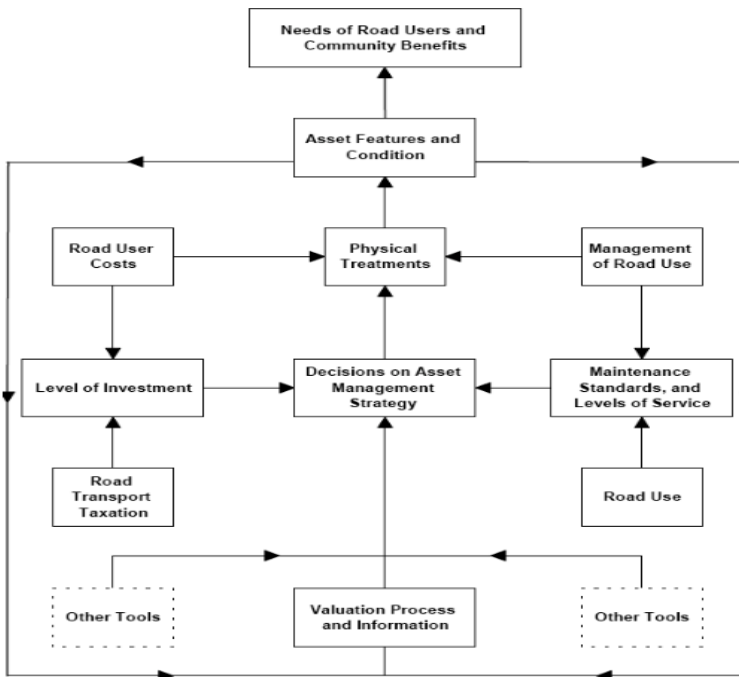 Needs of Road Users and
Community Benefits
Asset Features and
Condition
Road User
Costs
Physical
Treatments
Management
of Road Use
Level of Investment
Decisions on Asset
Management
Strategy
Maintenance
Standards, and
Levels of Service
Road
Transport
Taxation
Road Use
Other Tools
Valuation Process
and Information
Other Tools